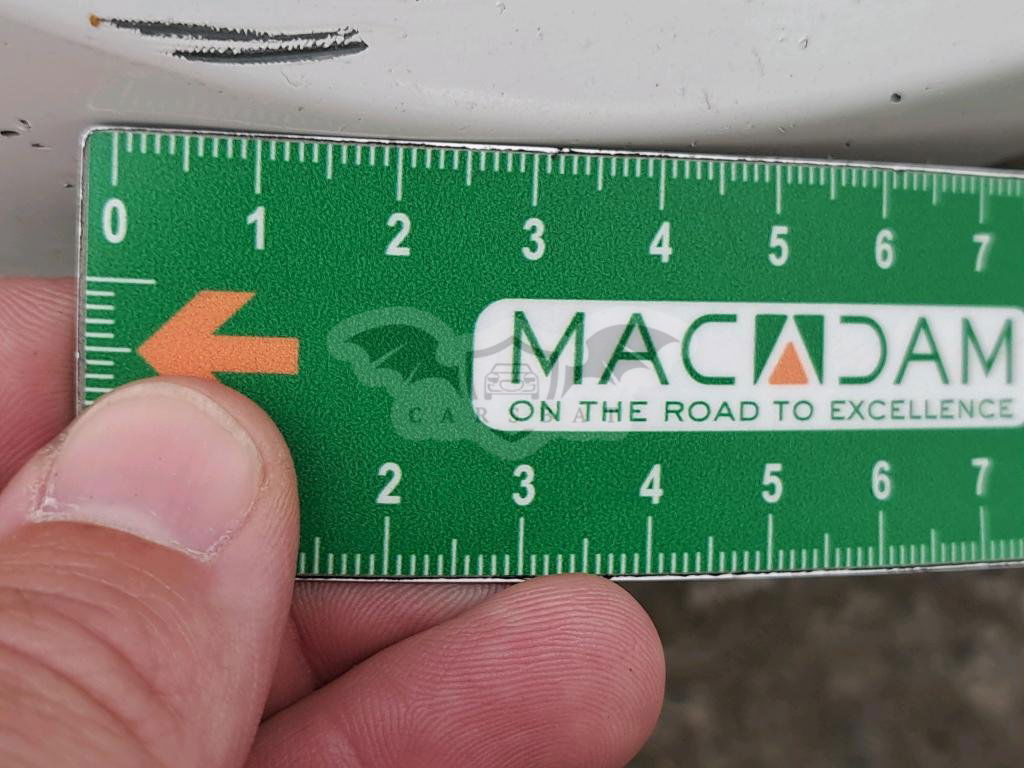 0 1 2 3 4 5 6 7
MACADAM
ON THE ROAD TO EXCELLENCE
2 3 4 5 6 7